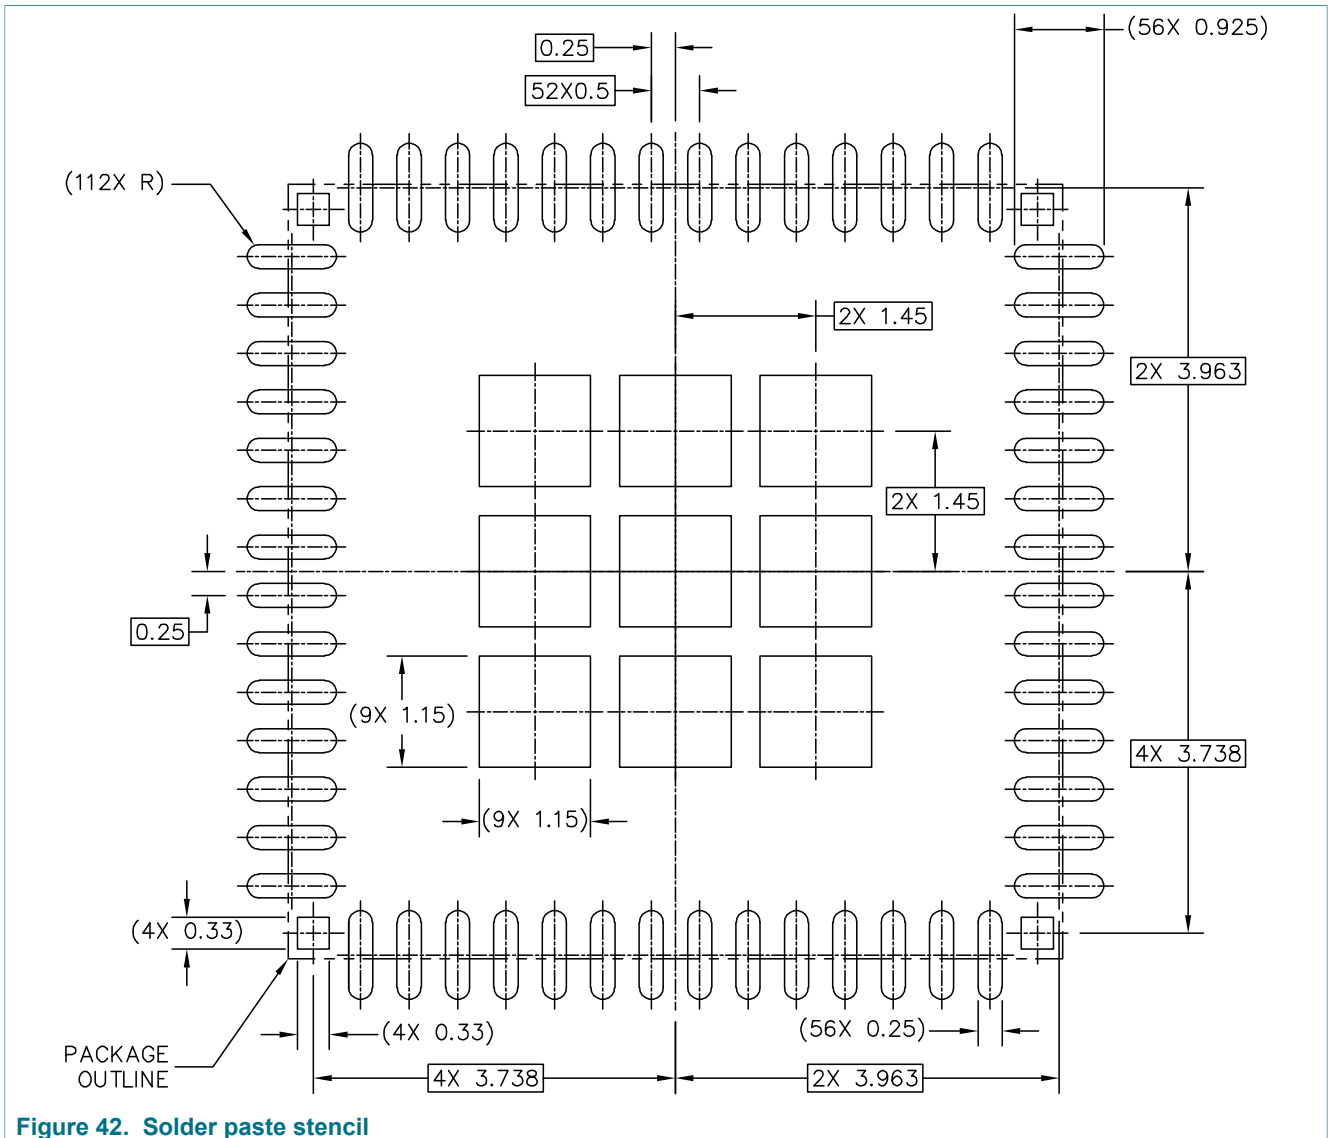 (56X 0.925)
0.25
52X0.5
(112X R)
2X 1.45
2X 3.963
2X 1.45
0.25
(9X 1.15)
4X 3.738
(9X 1.15)
(4X 0.33)
(4X 0.33)
(56X 0.25)
PACKAGE
OUTLINE
4X 3.738
2X 3.963
Figure 42. Solder paste stencil